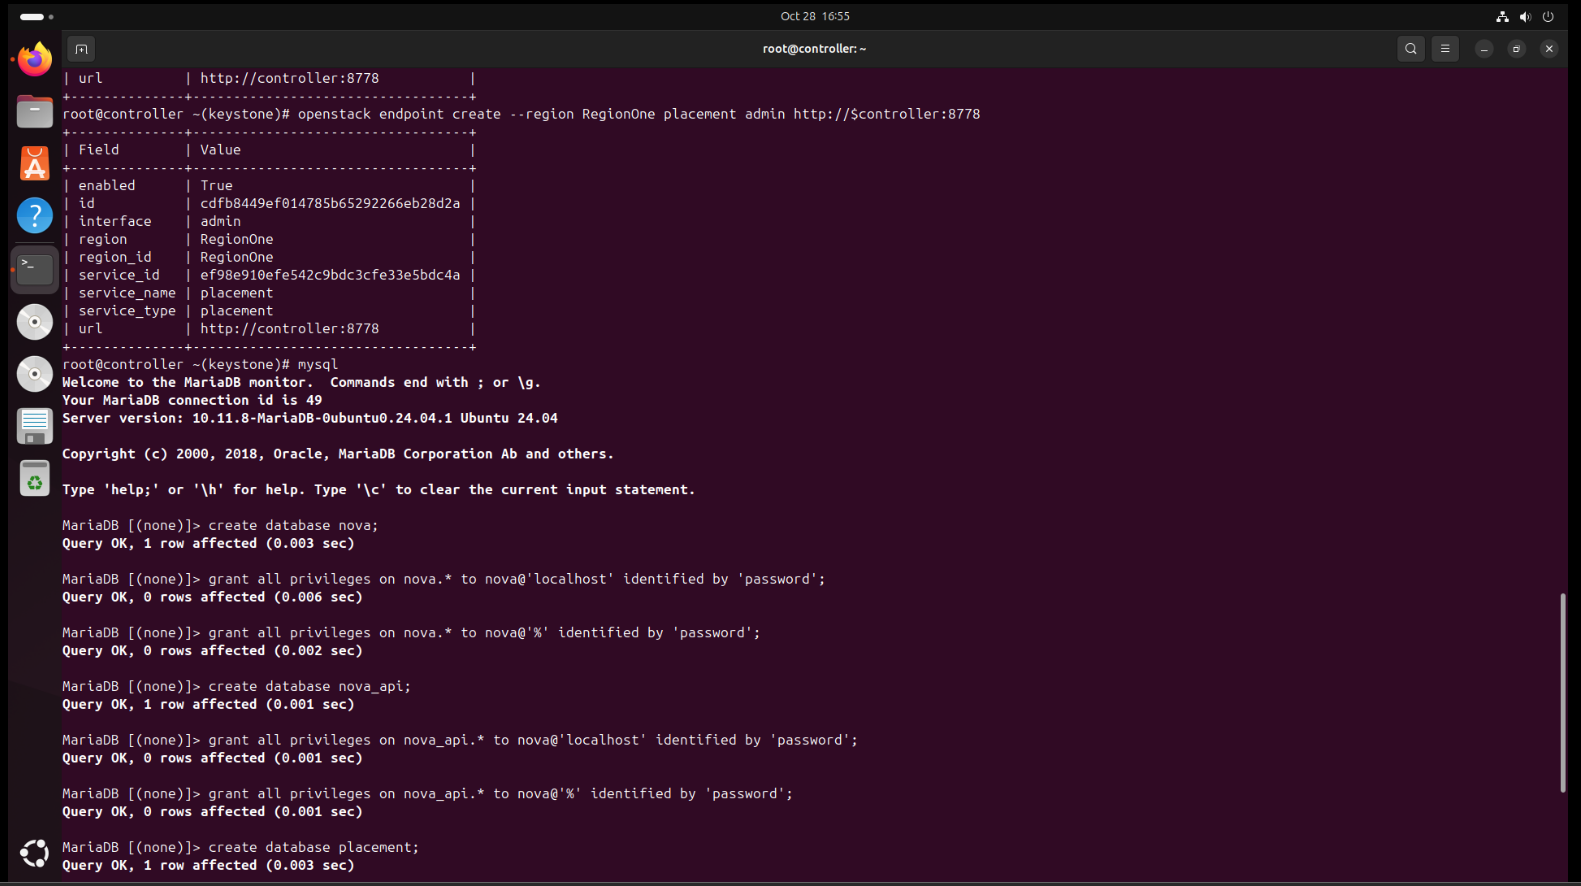 Oct 28 16:55
root@controller: ~
| url          | http://controller:8778           |
+--------------+----------------------------------+
root@controller ~(keystone)# openstack endpoint create --region RegionOne placement admin http://$controller:8778
+--------------+----------------------------------+
| Field        | Value                            |
+--------------+----------------------------------+
| enabled      | True                             |
| id           | cdfb8449ef014785b65292266eb28d2a |
| interface    | admin                            |
| region       | RegionOne                        |
| region_id    | RegionOne                        |
| service_id   | ef98e910efe542c9bdc3cfe33e5bdc4a |
| service_name | placement                        |
| service_type | placement                        |
| url          | http://controller:8778           |
+--------------+----------------------------------+
root@controller ~(keystone)# mysql
Welcome to the MariaDB monitor.  Commands end with ; or \g.
Your MariaDB connection id is 49
Server version: 10.11.8-MariaDB-0ubuntu0.24.04.1 Ubuntu 24.04
Copyright (c) 2000, 2018, Oracle, MariaDB Corporation Ab and others.
Type 'help;' or '\h' for help. Type '\c' to clear the current input statement.
MariaDB [(none)]> create database nova;
Query OK, 1 row affected (0.003 sec)
MariaDB [(none)]> grant all privileges on nova.* to nova@'localhost' identified by 'password';
Query OK, 0 rows affected (0.006 sec)
MariaDB [(none)]> grant all privileges on nova.* to nova@'%' identified by 'password';
Query OK, 0 rows affected (0.002 sec)
MariaDB [(none)]> create database nova_api;
Query OK, 1 row affected (0.001 sec)
MariaDB [(none)]> grant all privileges on nova_api.* to nova@'localhost' identified by 'password';
Query OK, 0 rows affected (0.001 sec)
MariaDB [(none)]> grant all privileges on nova_api.* to nova@'%' identified by 'password';
Query OK, 0 rows affected (0.001 sec)
MariaDB [(none)]> create database placement;
Query OK, 1 row affected (0.003 sec)